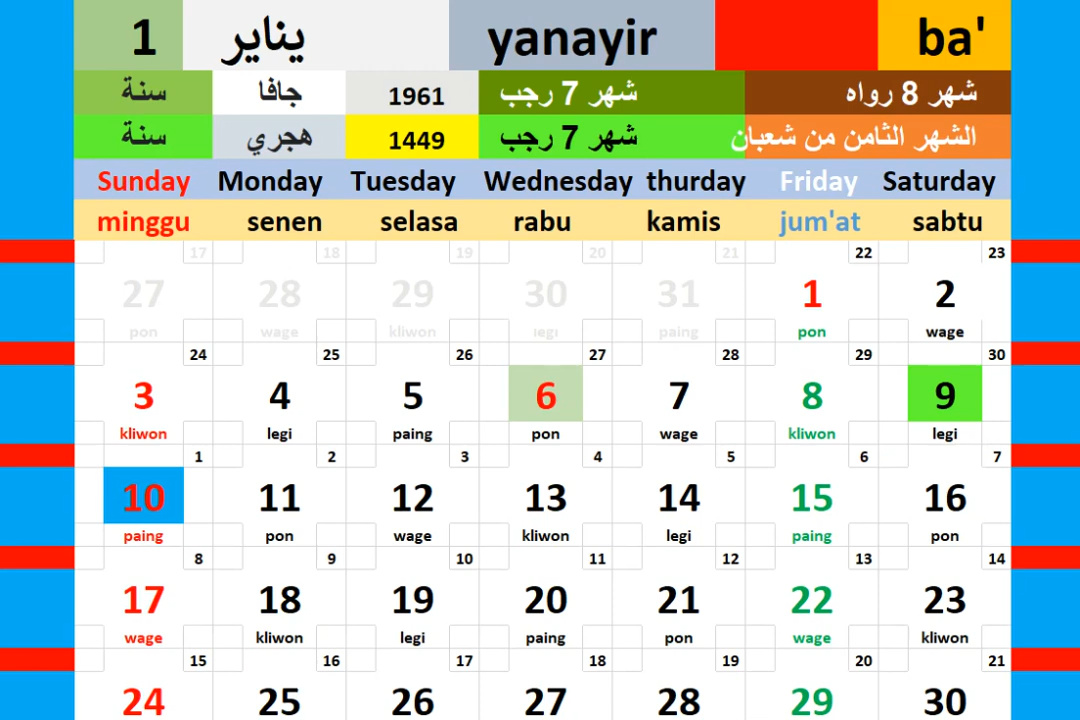 1 يناير yanayir ba'
سنة جافا 1961 شهر 7 رجب شهر 8 رواه
سنة هجري 1449 شهر 7 رجب الشهر الثامن من شعبان
Sunday Monday Tuesday Wednesday thurday Friday Saturday
minggu senen selasa rabu kamis jum'at sabtu
17 18 19 20 21 22 23
27 28 29 30 31 1 2
pon wage kliwon legi paing pon wage
24 25 26 27 28 29 30
3 4 5 6 7 8 9
kliwon legi paing pon wage kliwon legi
1 2 3 4 5 6 7
10 11 12 13 14 15 16
paing pon wage kliwon legi paing pon
8 9 10 11 12 13 14
17 18 19 20 21 22 23
wage kliwon legi paing pon wage kliwon
15 16 17 18 19 20 21
24 25 26 27 28 29 30